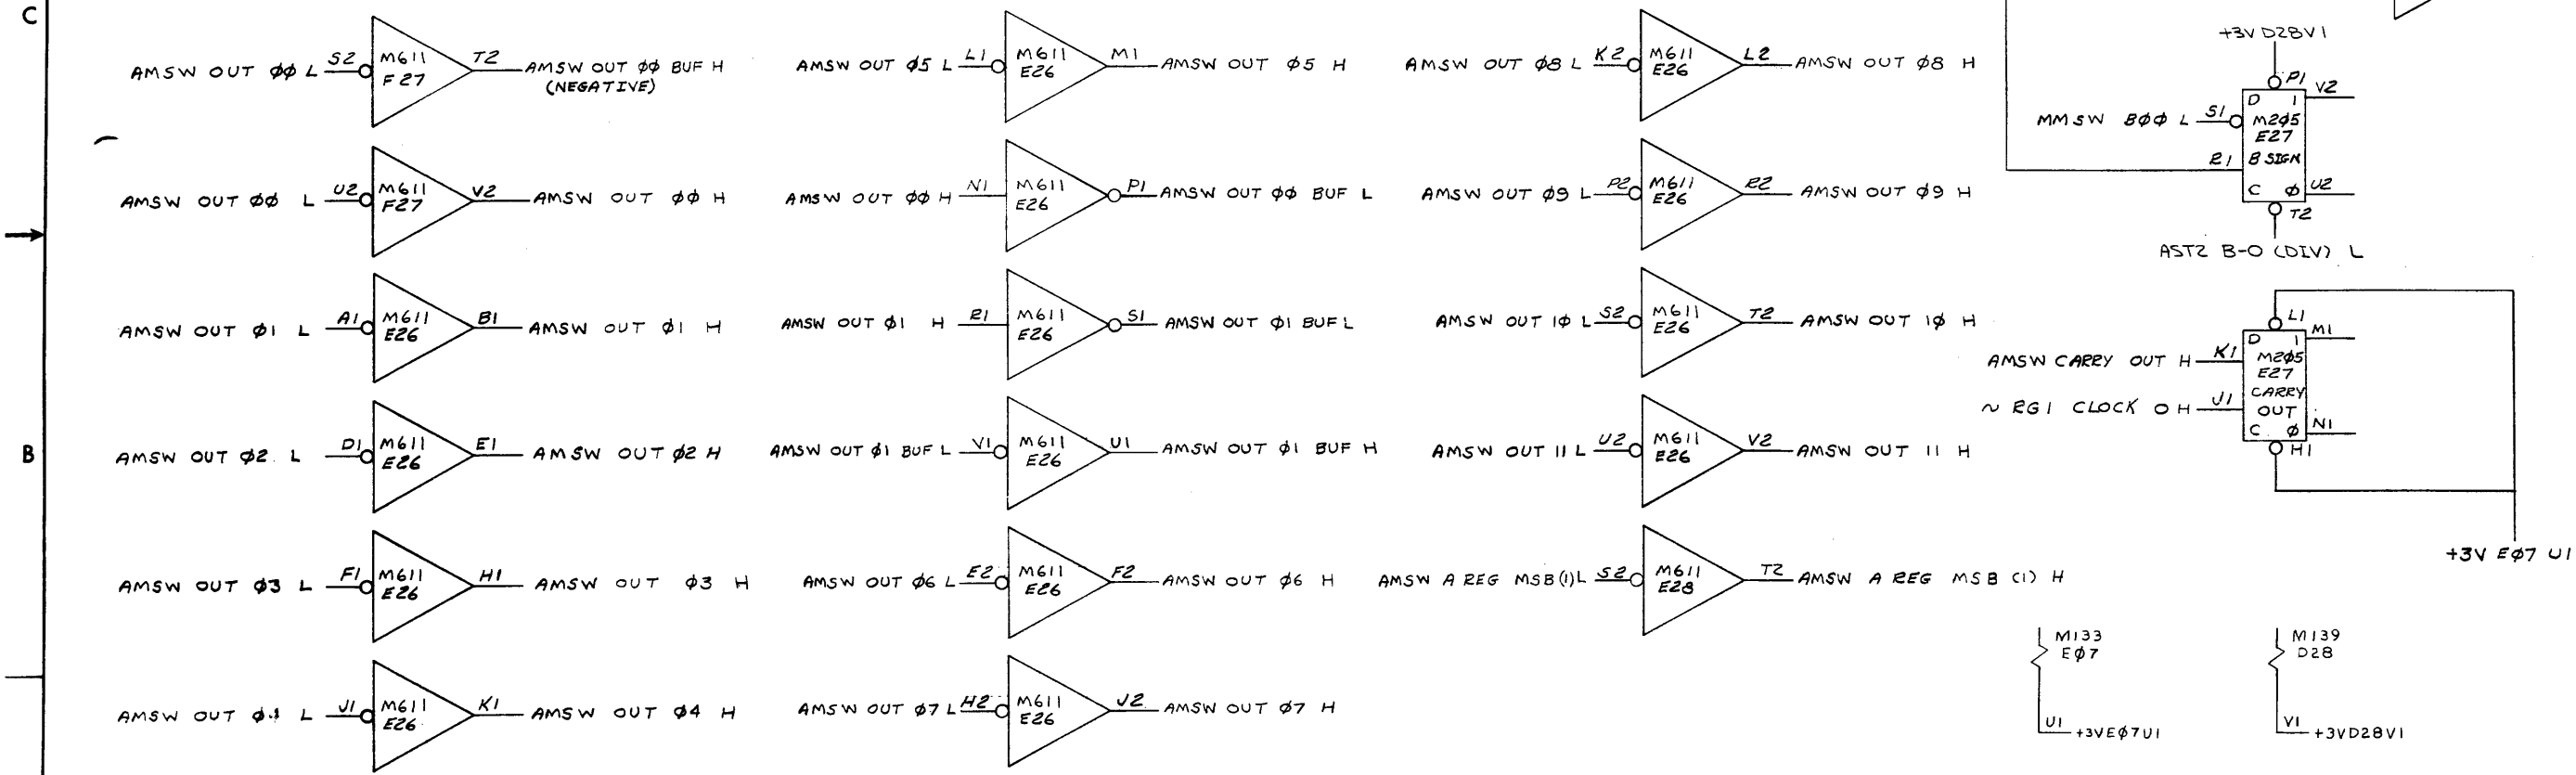 C
AMSW OUT ØØ L S2 M611 F27 T2 AMSW OUT ØØ BUF H
(NEGATIVE)
AMSW OUT ØØ L U2 M611 F27 V2 AMSW OUT ØØ H
AMSW OUT Ø1 L A1 M611 E26 B1 AMSW OUT Ø1 H
B
AMSW OUT Ø2 L D1 M611 E26 E1 AMSW OUT Ø2 H
AMSW OUT Ø3 L F1 M611 E26 H1 AMSW OUT Ø3 H
AMSW OUT Ø4 L J1 M611 E26 K1 AMSW OUT Ø4 H
AMSW OUT Ø5 L L1 M611 E26 M1 AMSW OUT Ø5 H
AMSW OUT ØØ H N1 M611 E26 P1 AMSW OUT ØØ BUF L
AMSW OUT Ø1 H R1 M611 E26 S1 AMSW OUT Ø1 BUF L
AMSW OUT Ø1 BUF L V1 M611 E26 U1 AMSW OUT Ø1 BUF H
AMSW OUT Ø6 L E2 M611 E26 F2 AMSW OUT Ø6 H
AMSW OUT Ø7 L H2 M611 E26 J2 AMSW OUT Ø7 H
AMSW OUT Ø8 L K2 M611 E26 L2 AMSW OUT Ø8 H
AMSW OUT Ø9 L P2 M611 E26 R2 AMSW OUT Ø9 H
AMSW OUT 1Ø L S2 M611 E26 T2 AMSW OUT 1Ø H
AMSW OUT 11 L U2 M611 E26 V2 AMSW OUT 11 H
AMSW A REG MSB(1)L S2 M611 E28 T2 AMSW A REG MSB (1) H
+3V D28V1
P1
D 1 V2
MMSW BØØ L S1 M2Ø5
E27
R1 B SIGN
C Ø U2
T2
AST2 B-O (DIV) L
L1
D 1 M1
AMSW CARRY OUT H K1 M2Ø5
E27
CARRY
~ RG1 CLOCK O H J1 OUT
C Ø N1
H1
+3V EØ7 U1
M133
EØ7
U1 +3VEØ7U1
M139
D28
V1 +3VD28V1